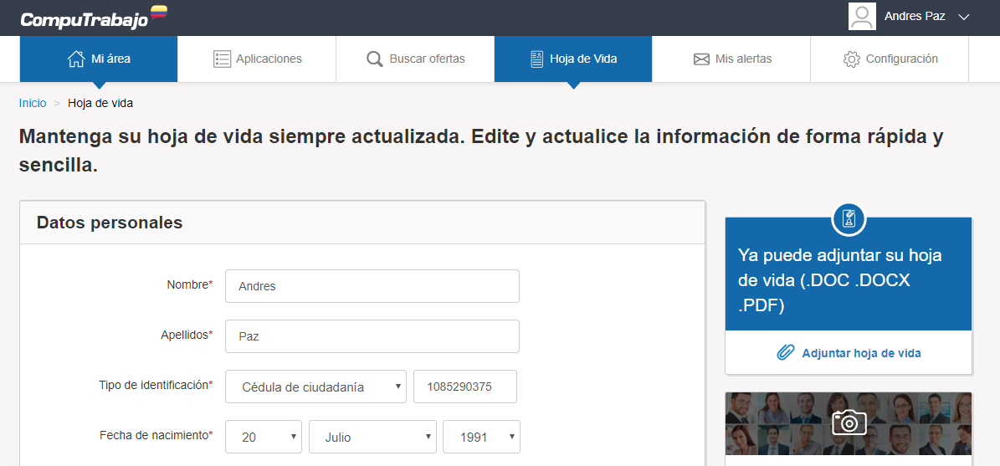 CompuTrabajo
Andres Paz
Mi área
Aplicaciones
Buscar ofertas
Hoja de Vida
Mis alertas
Configuración
Inicio > Hoja de vida
Mantenga su hoja de vida siempre actualizada. Edite y actualice la información de forma rápida y
sencilla.
Datos personales
Nombre* Andres
Apellidos* Paz
Tipo de identificación* Cédula de ciudadanía 1085290375
Fecha de nacimiento* 20 Julio 1991
Ya puede adjuntar su hoja
de vida (.DOC .DOCX
.PDF)
Adjuntar hoja de vida